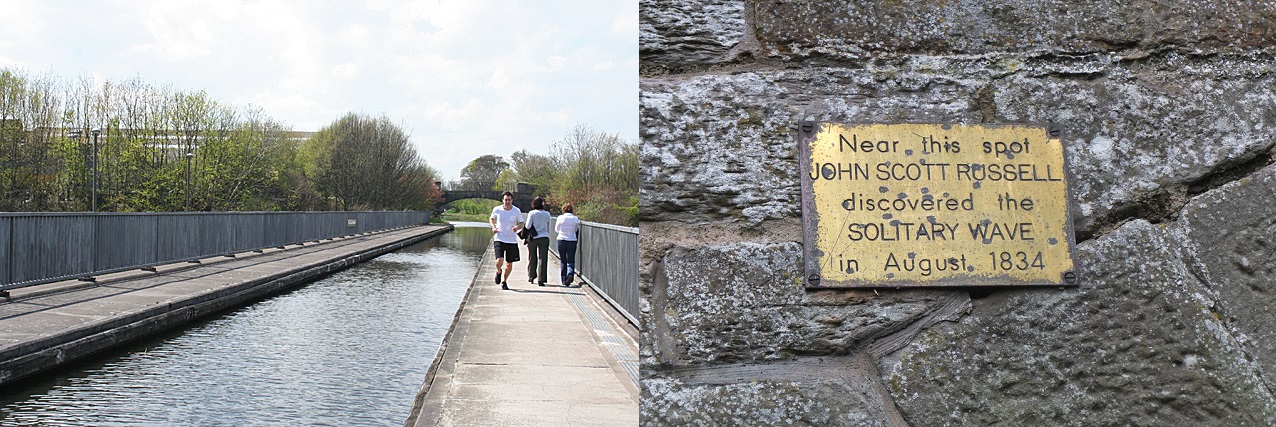 Near this spot
JOHN SCOTT RUSSELL
discovered the
SOLITARY WAVE
in August 1834